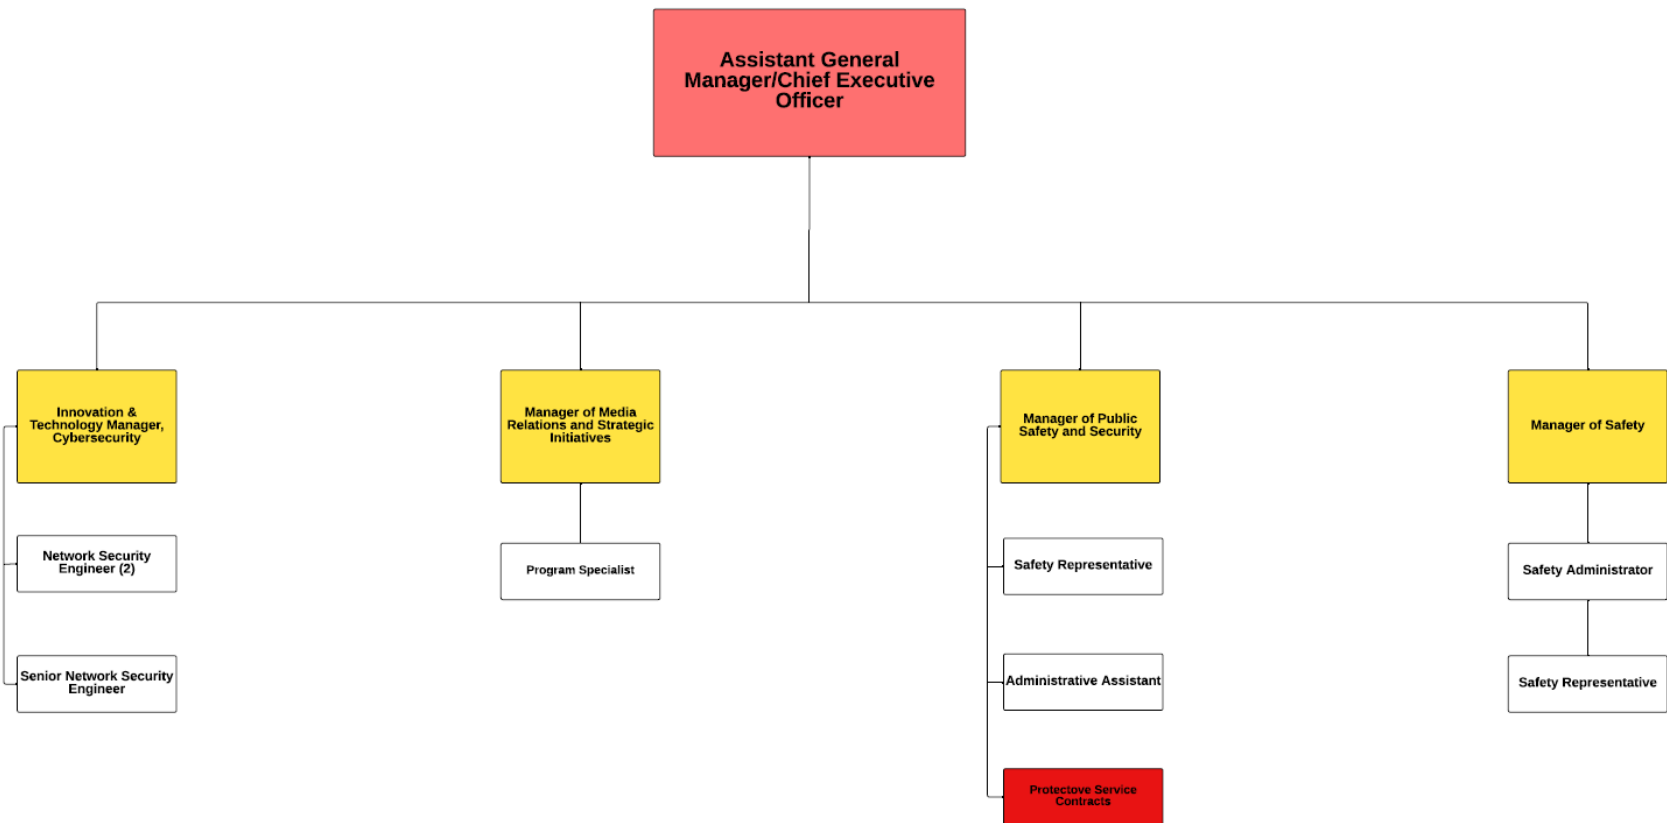 Assistant General
Manager/Chief Executive
Officer
Innovation &
Technology Manager,
Cybersecurity
Manager of Media
Relations and Strategic
Initiatives
Manager of Public
Safety and Security
Manager of Safety
Network Security
Engineer (2)
Program Specialist
Safety Representative
Safety Administrator
Senior Network Security
Engineer
Administrative Assistant
Safety Representative
Protectove Service
Contracts